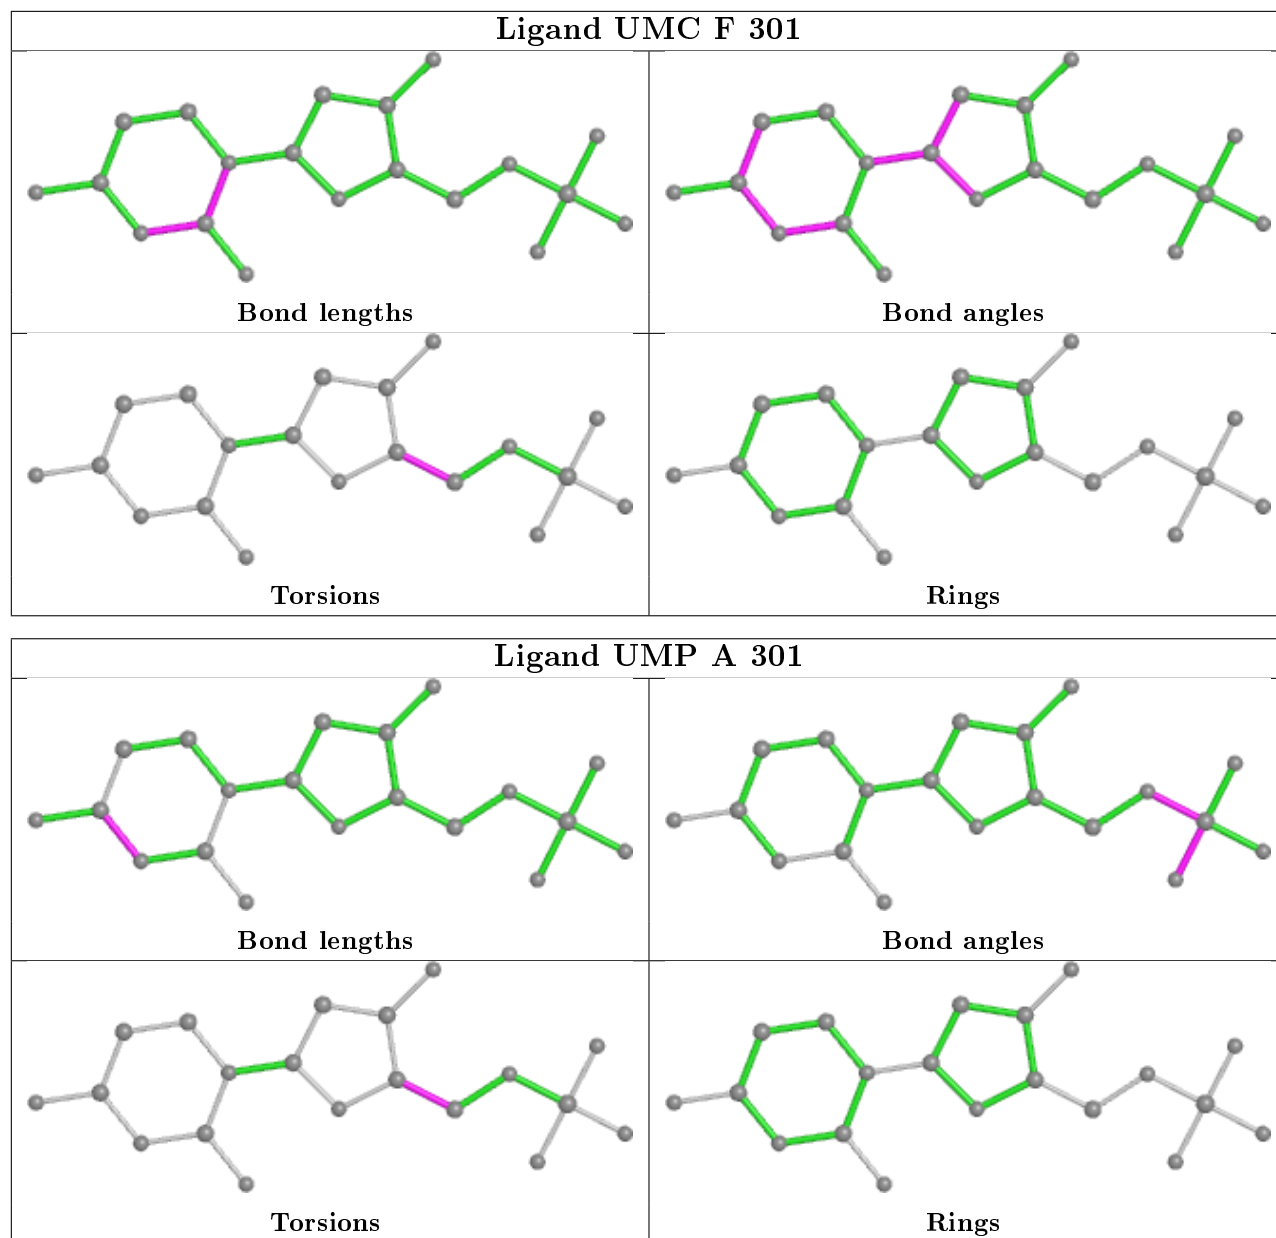 Ligand UMC F 301
Bond lengths
Bond angles
Torsions
Rings
Ligand UMP A 301
Bond lengths
Bond angles
Torsions
Rings